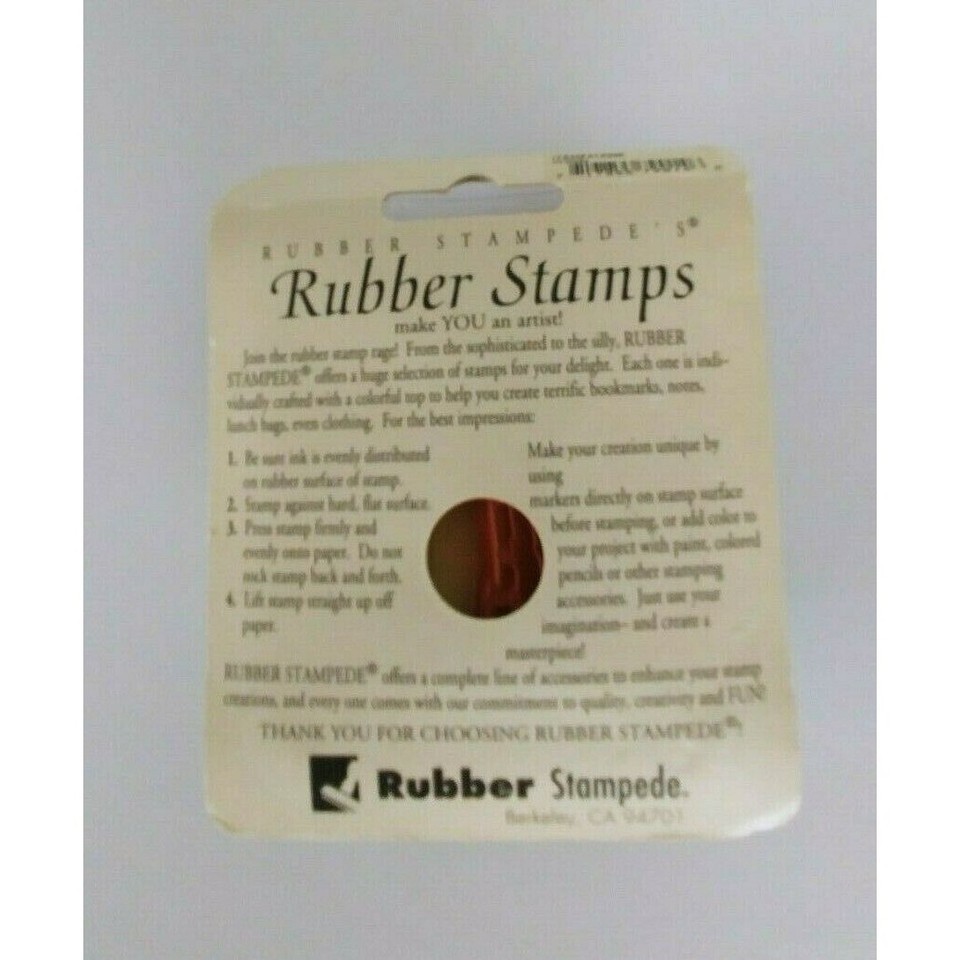 RUBBER STAMPEDE'S®
Rubber Stamps
make YOU an artist!
Join the rubber stamp rage! From the sophisticated to the silly, RUBBER
STAMPEDE® offers a huge selection of stamps for your delight. Each one is indi-
vidually crafted with a colorful top to help you create terrific bookmarks, notes,
lunch bags, even clothing. For the best impressions:
1. Be sure ink is evenly distributed
on rubber surface of stamp.
2. Stamp against hard, flat surface.
3. Press stamp firmly and
evenly onto paper. Do not
rock stamp back and forth.
4. Lift stamp straight up off
paper.
Make your creation unique by
using
markers directly on stamp surface
before stamping, or add color to
your project with paint, colored
pencils or other stamping
accessories. Just use your
imagination– and create a
masterpiece!
RUBBER STAMPEDE® offers a complete line of accessories to enhance your stamp
creations, and every one comes with our commitment to quality, creativity and FUN!
THANK YOU FOR CHOOSING RUBBER STAMPEDE®!
Rubber Stampede.
Berkeley, CA 94701